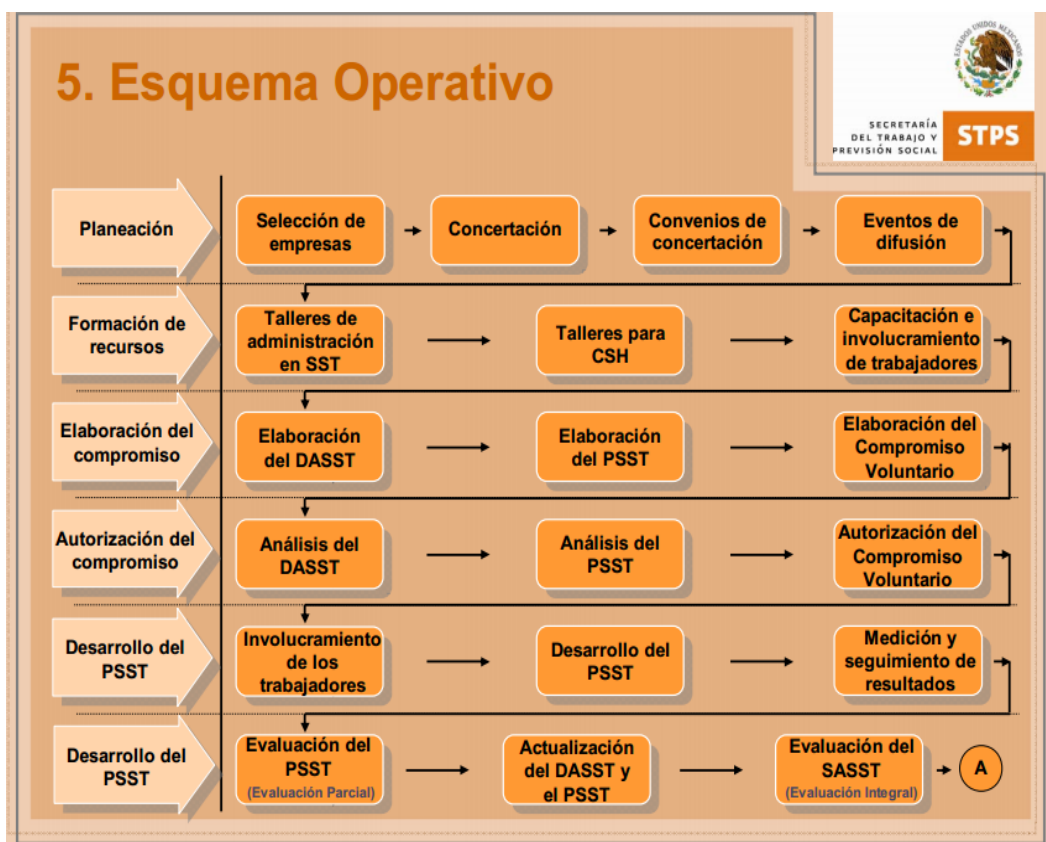 5. Esquema Operativo
ESTADOS UNIDOS MEXICANOS
SECRETARÍA
DEL TRABAJO Y
PREVISIÓN SOCIAL
STPS
Planeación
Selección de
empresas
Concertación
Convenios de
concertación
Eventos de
difusión
Formación de
recursos
Talleres de
administración
en SST
Talleres para
CSH
Capacitación e
involucramiento
de trabajadores
Elaboración del
compromiso
Elaboración
del DASST
Elaboración
del PSST
Elaboración del
Compromiso
Voluntario
Autorización del
compromiso
Análisis del
DASST
Análisis del
PSST
Autorización del
Compromiso
Voluntario
Desarrollo del
PSST
Involucramiento
de los
trabajadores
Desarrollo del
PSST
Medición y
seguimiento de
resultados
Desarrollo del
PSST
Evaluación del
PSST
(Evaluación Parcial)
Actualización
del DASST y
el PSST
Evaluación del
SASST
(Evaluación Integral)
A